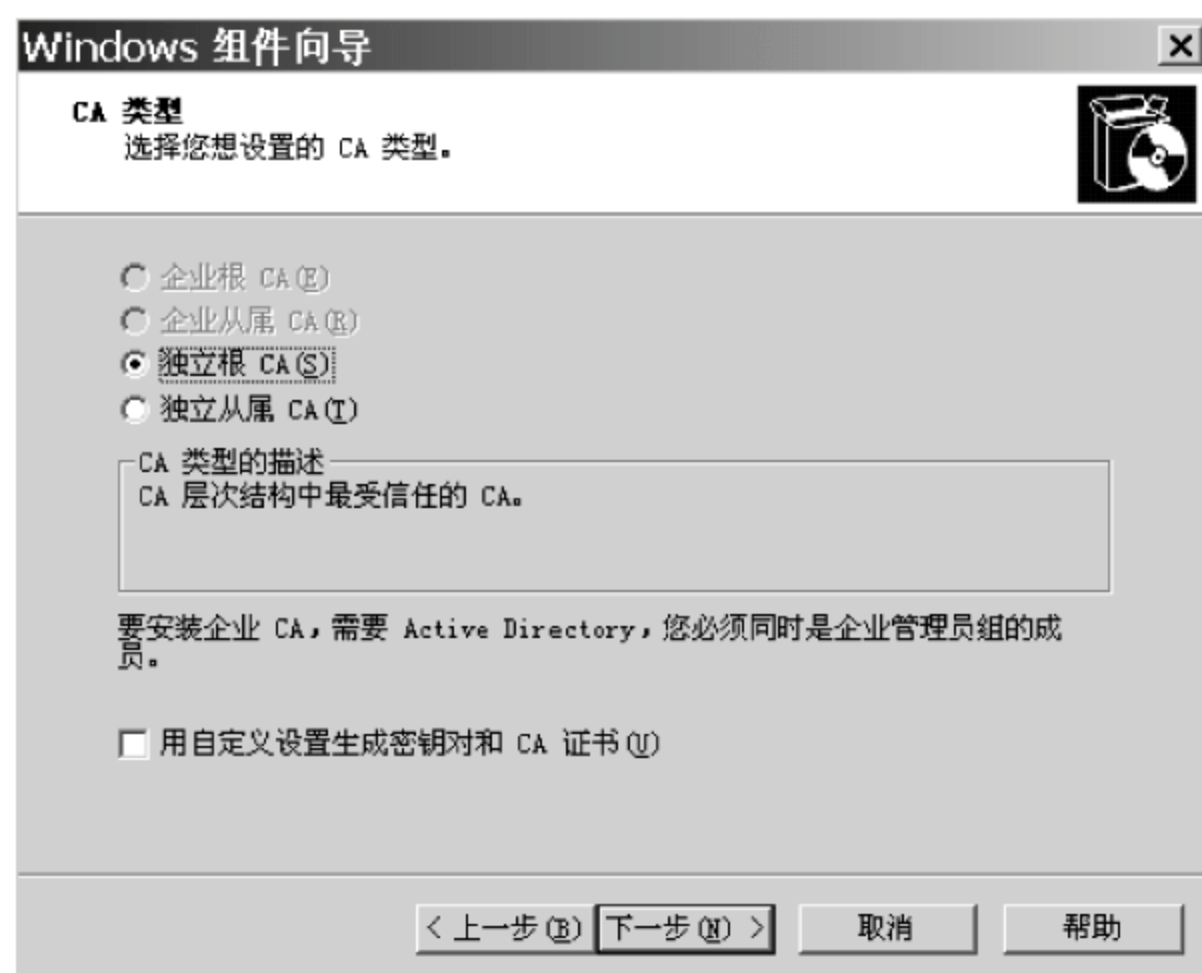 Windows 组件向导
CA 类型
选择您想设置的 CA 类型。
企业根 CA(E)
企业从属 CA(R)
独立根 CA(S)
独立从属 CA(T)
CA 类型的描述
CA 层次结构中最受信任的 CA。
要安装企业 CA，需要 Active Directory，您必须同时是企业管理员组的成
员。
用自定义设置生成密钥对和 CA 证书(U)
< 上一步(B) 下一步(N) > 取消 帮助